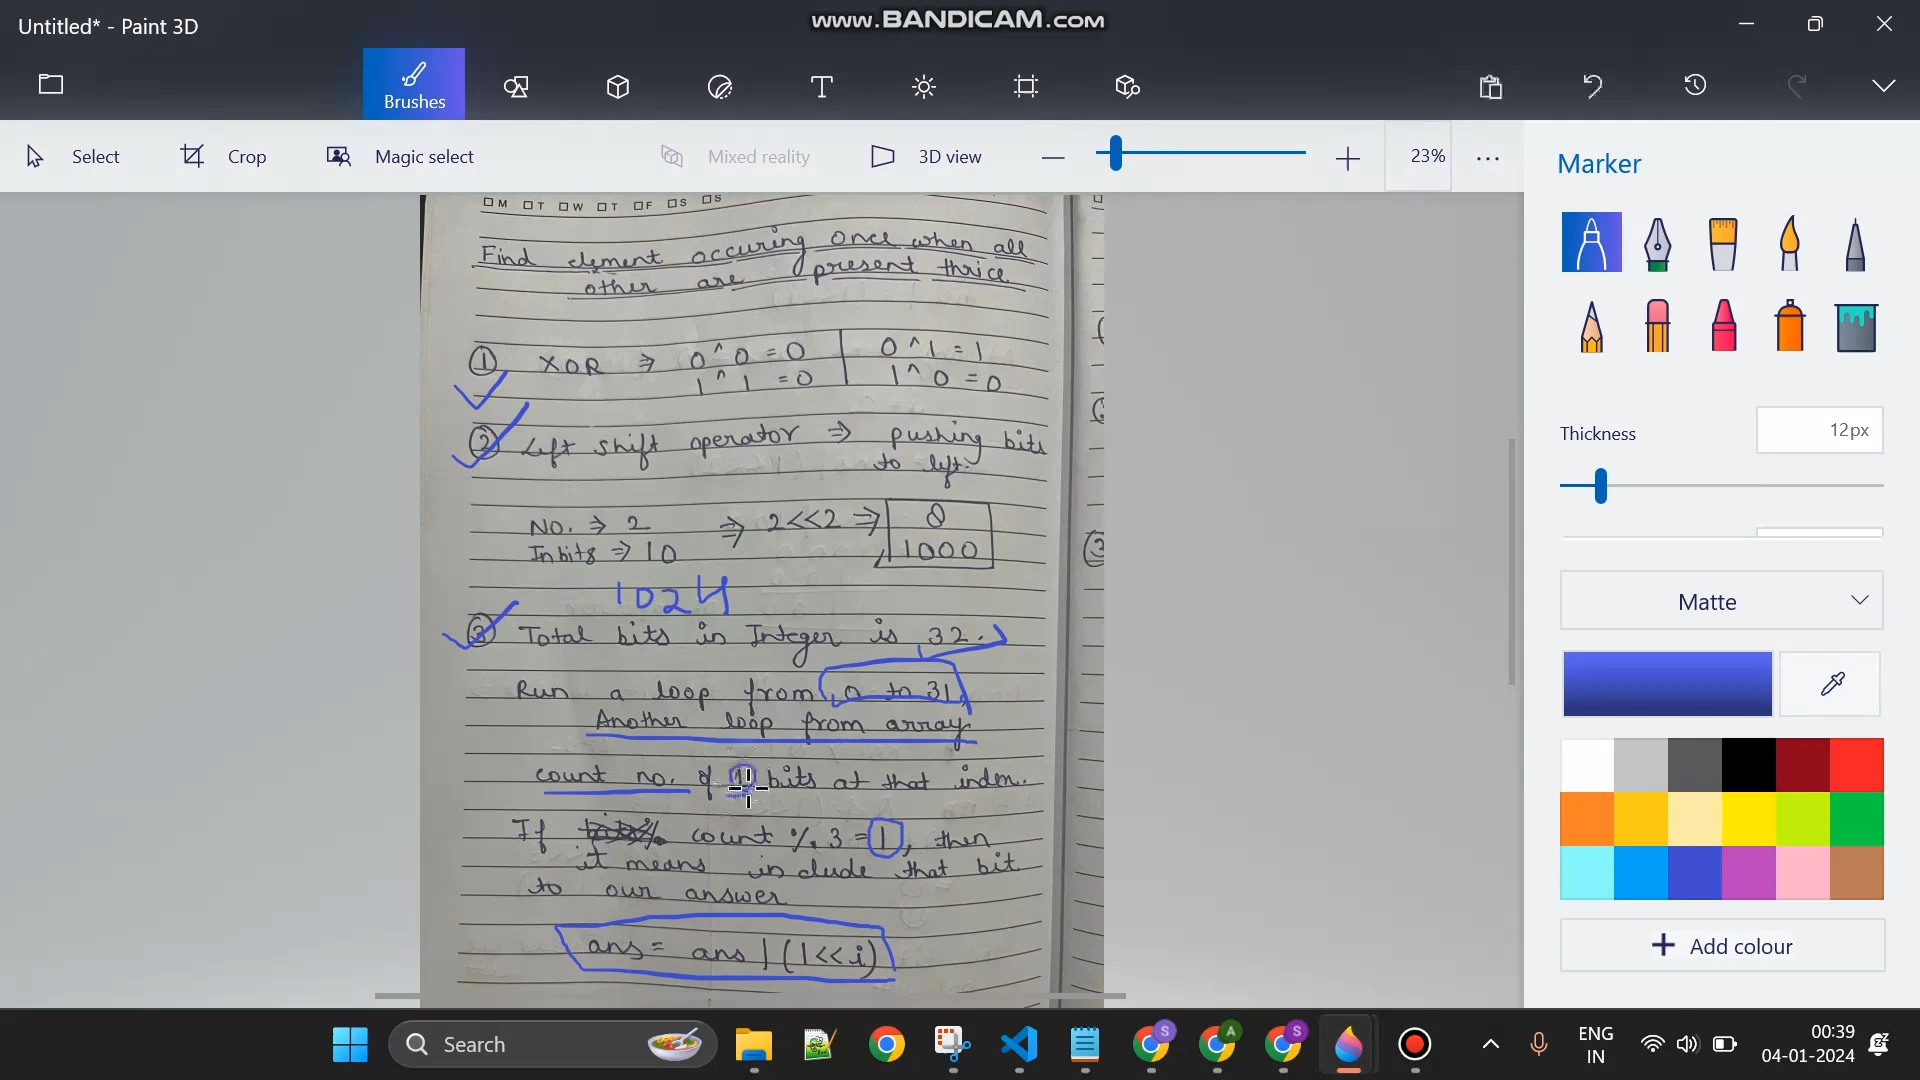 Untitled* - Paint 3D
www.BANDICAM.COM
Brushes
Select
Crop
Magic select
Mixed reality
3D view
23%
Marker
M T W T F S S
Find element occuring once when all
other are present thrice.
① XOR ⇒ 0 ^ 0 = 0 | 0 ^ 1 = 1
1 ^ 1 = 0 | 1 ^ 0 = 0
② Left shift operator ⇒ pushing bits
to left.
No. ⇒ 2 ⇒ 2<<2 ⇒ 8
In bits ⇒ 10 1000
1024
③ Total bits in Integer is 32.
Run a loop from 0 to 31,
Another loop from array
count no. of 1 bits at that index.
If count % 3 = 1, then
it means include that bit
to our answer
ans = ans | (1<<i)
Thickness
12px
Matte
+ Add colour
Search
ENG
IN
00:39
04-01-2024